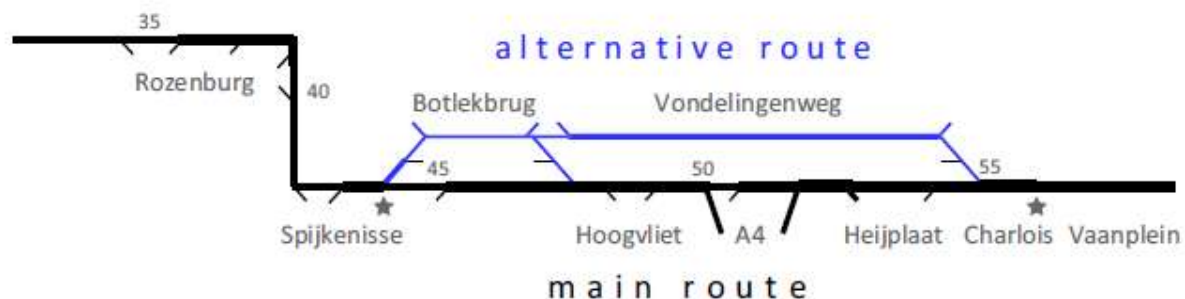 35
alternative route
Rozenburg
40
Botlekbrug
Vondelingenweg
45
50
55
Spijkenisse
Hoogvliet
A4
Heijplaat
Charlois
Vaanplein
main route